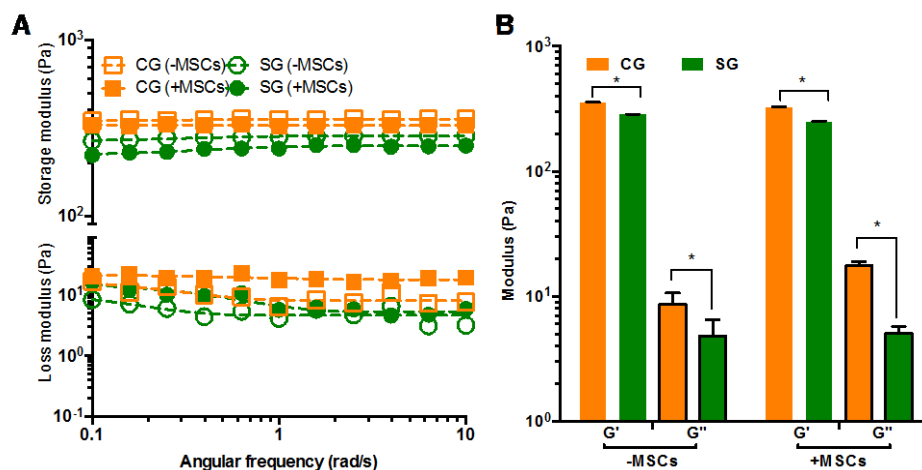 A
Storage modulus (Pa)
10³
10²
CG (-MSCs)
SG (-MSCs)
CG (+MSCs)
SG (+MSCs)
Loss modulus (Pa)
10¹
10⁰
10⁻¹
0.1
1
10
Angular frequency (rad/s)
B
Modulus (Pa)
10³
10²
10¹
10⁰
CG
SG
*
*
*
*
G'
G"
G'
G"
-MSCs
+MSCs